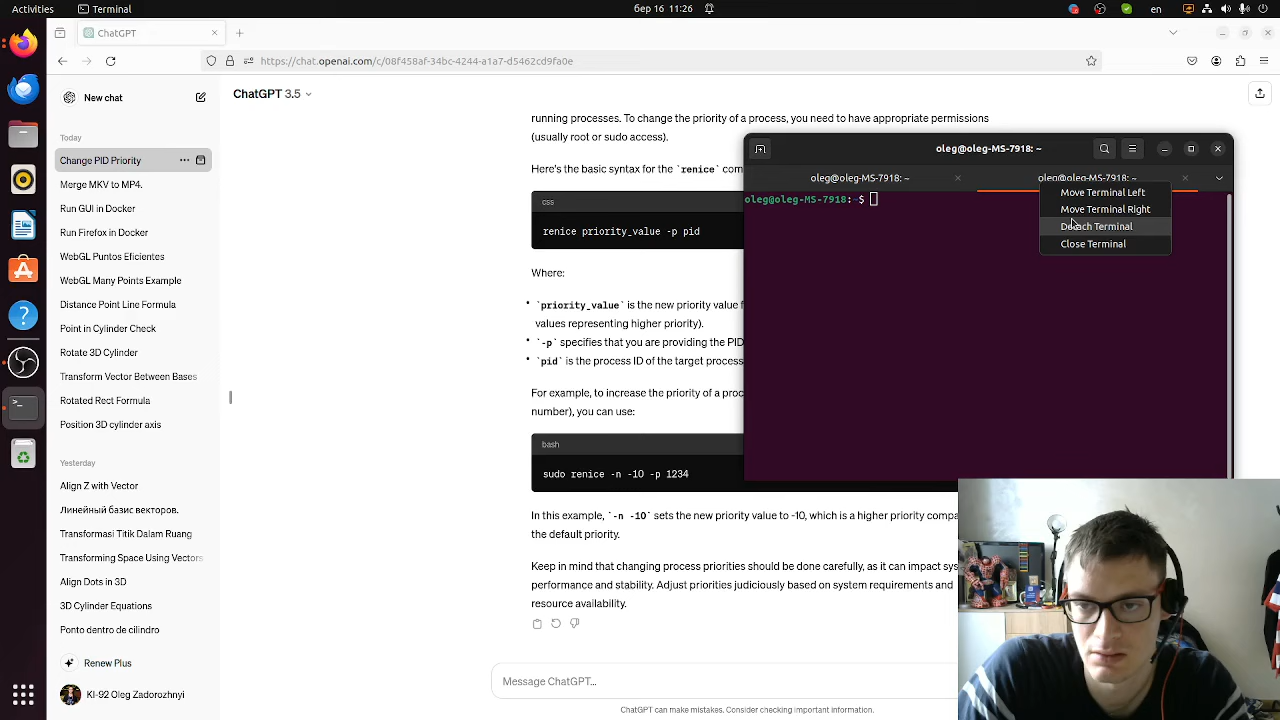 Activities
Terminal
бер 16 11:26
en
ChatGPT
https://chat.openai.com/c/08f458af-34bc-4244-a1a7-d5462cd9fa0e
New chat
Today
Change PID Priority
Merge MKV to MP4.
Run GUI in Docker
Run Firefox in Docker
WebGL Puntos Eficientes
WebGL Many Points Example
Distance Point Line Formula
Point in Cylinder Check
Rotate 3D Cylinder
Transform Vector Between Bases
Rotated Rect Formula
Position 3D cylinder axis
Yesterday
Align Z with Vector
Линейный базис векторов.
Transformasi Titik Dalam Ruang
Transforming Space Using Vectors
Align Dots in 3D
3D Cylinder Equations
Ponto dentro de cilindro
Renew Plus
KI-92 Oleg Zadorozhnyi
ChatGPT 3.5
running processes. To change the priority of a process, you need to have appropriate permissions
(usually root or sudo access).
Here's the basic syntax for the `renice` com
css
renice priority_value -p pid
Where:
• `priority_value` is the new priority value f
values representing higher priority).
• `-p` specifies that you are providing the PID
• `pid` is the process ID of the target process
For example, to increase the priority of a proc
number), you can use:
bash
sudo renice -n -10 -p 1234
In this example, `-n -10` sets the new priority value to -10, which is a higher priority compa
the default priority.
Keep in mind that changing process priorities should be done carefully, as it can impact sys
performance and stability. Adjust priorities judiciously based on system requirements and
resource availability.
Message ChatGPT...
ChatGPT can make mistakes. Consider checking important information.
oleg@oleg-MS-7918: ~
oleg@oleg-MS-7918: ~
oleg@oleg-MS-7918: ~
oleg@oleg-MS-7918:~$
Move Terminal Left
Move Terminal Right
Detach Terminal
Close Terminal